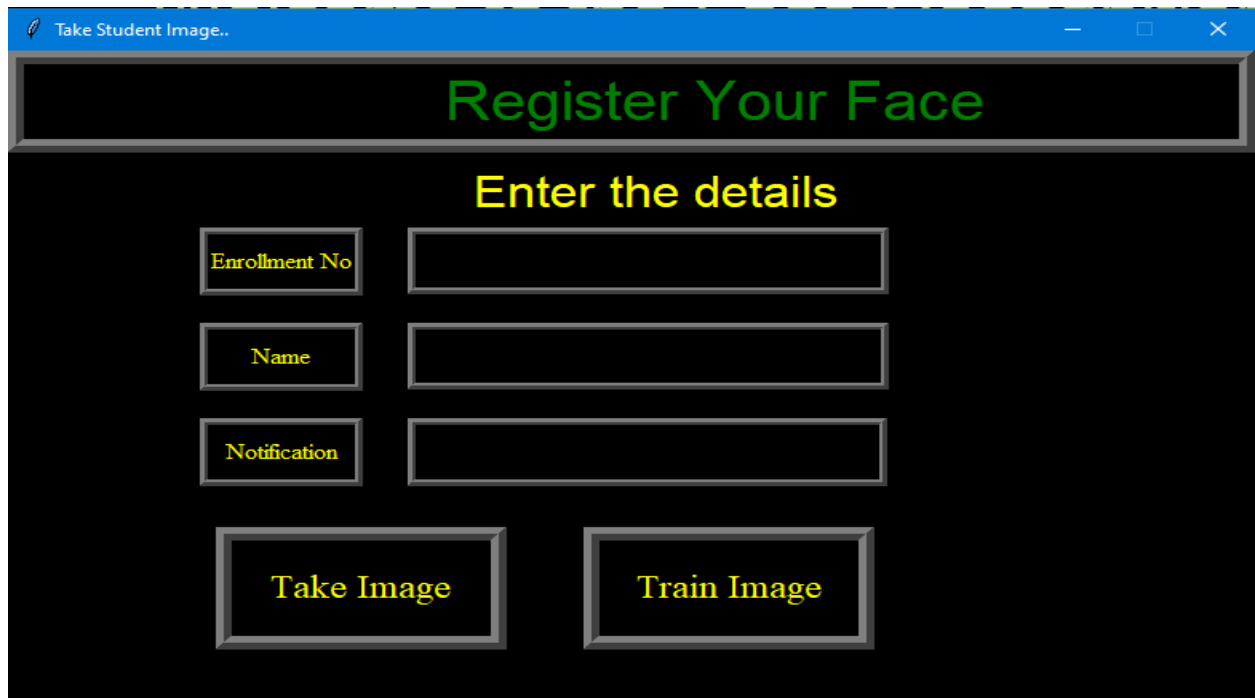 Take Student Image..
Register Your Face
Enter the details
Enrollment No
Name
Notification
Take Image
Train Image